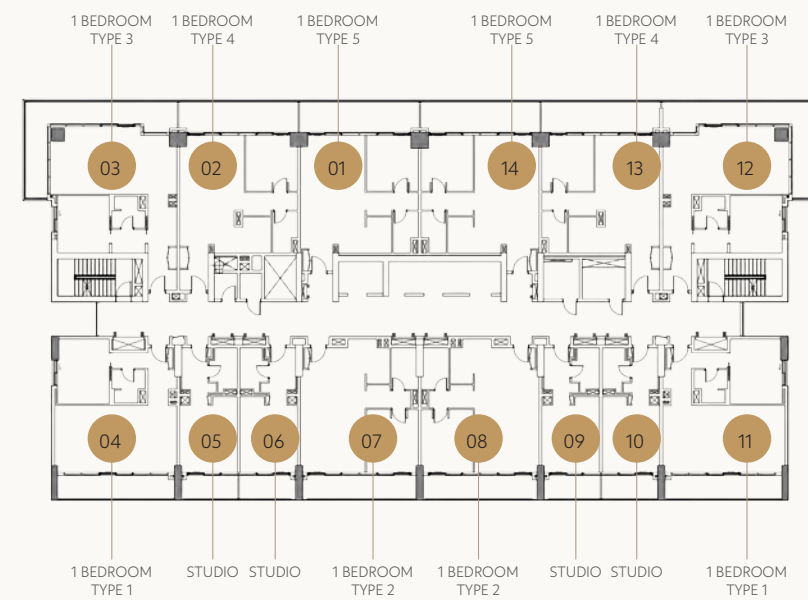 1 BEDROOM
TYPE 3
1 BEDROOM
TYPE 4
1 BEDROOM
TYPE 5
1 BEDROOM
TYPE 5
1 BEDROOM
TYPE 4
1 BEDROOM
TYPE 3
03
02
01
14
13
12
04
05
06
07
08
09
10
11
1 BEDROOM
TYPE 1
STUDIO
STUDIO
1 BEDROOM
TYPE 2
1 BEDROOM
TYPE 2
STUDIO
STUDIO
1 BEDROOM
TYPE 1